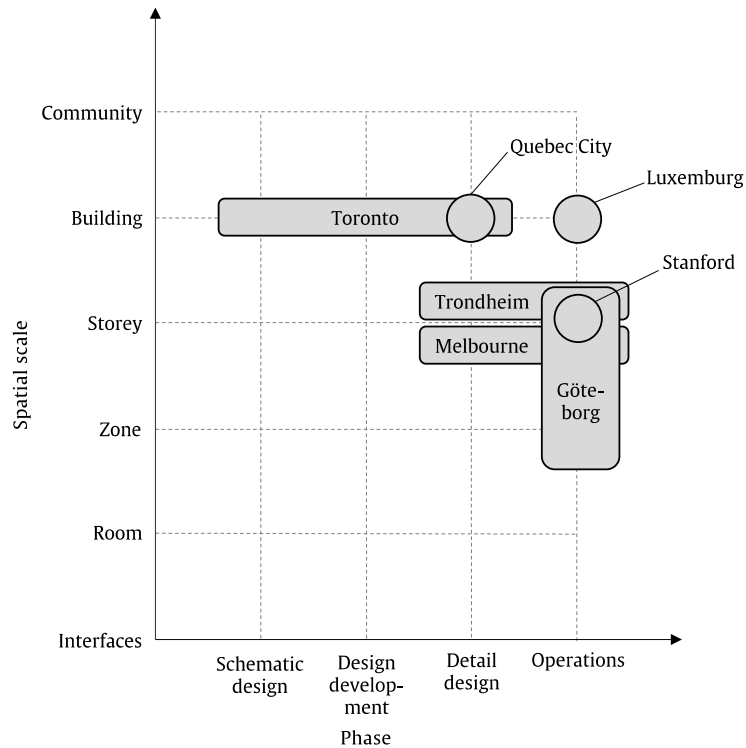 Community
Quebec City
Luxemburg
Building
Toronto
Stanford
Trondheim
Storey
Melbourne
Spatial scale
Göte-
borg
Zone
Room
Interfaces
Schematic
design
Design
develop-
ment
Detail
design
Operations
Phase